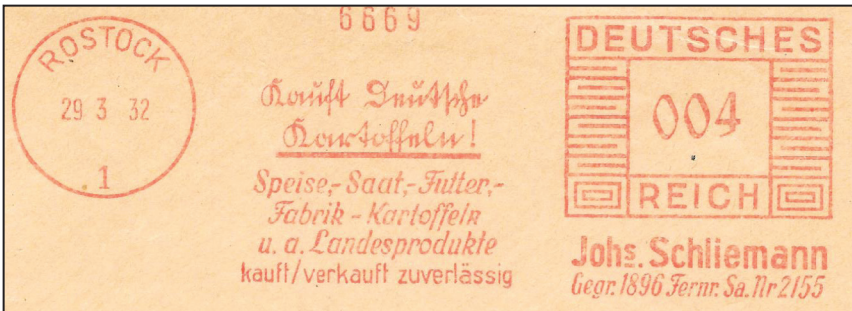 6669
ROSTOCK
29 3 32
1
Kauft Deutsche
Kartoffeln!
Speise,- Saat,- Futter,-
Fabrik - Kartoffeln
u. a. Landesprodukte
kauft/verkauft zuverlässig
DEUTSCHES
004
REICH
Johs. Schliemann
Gegr. 1896 Fernr. Sa. Nr 2155